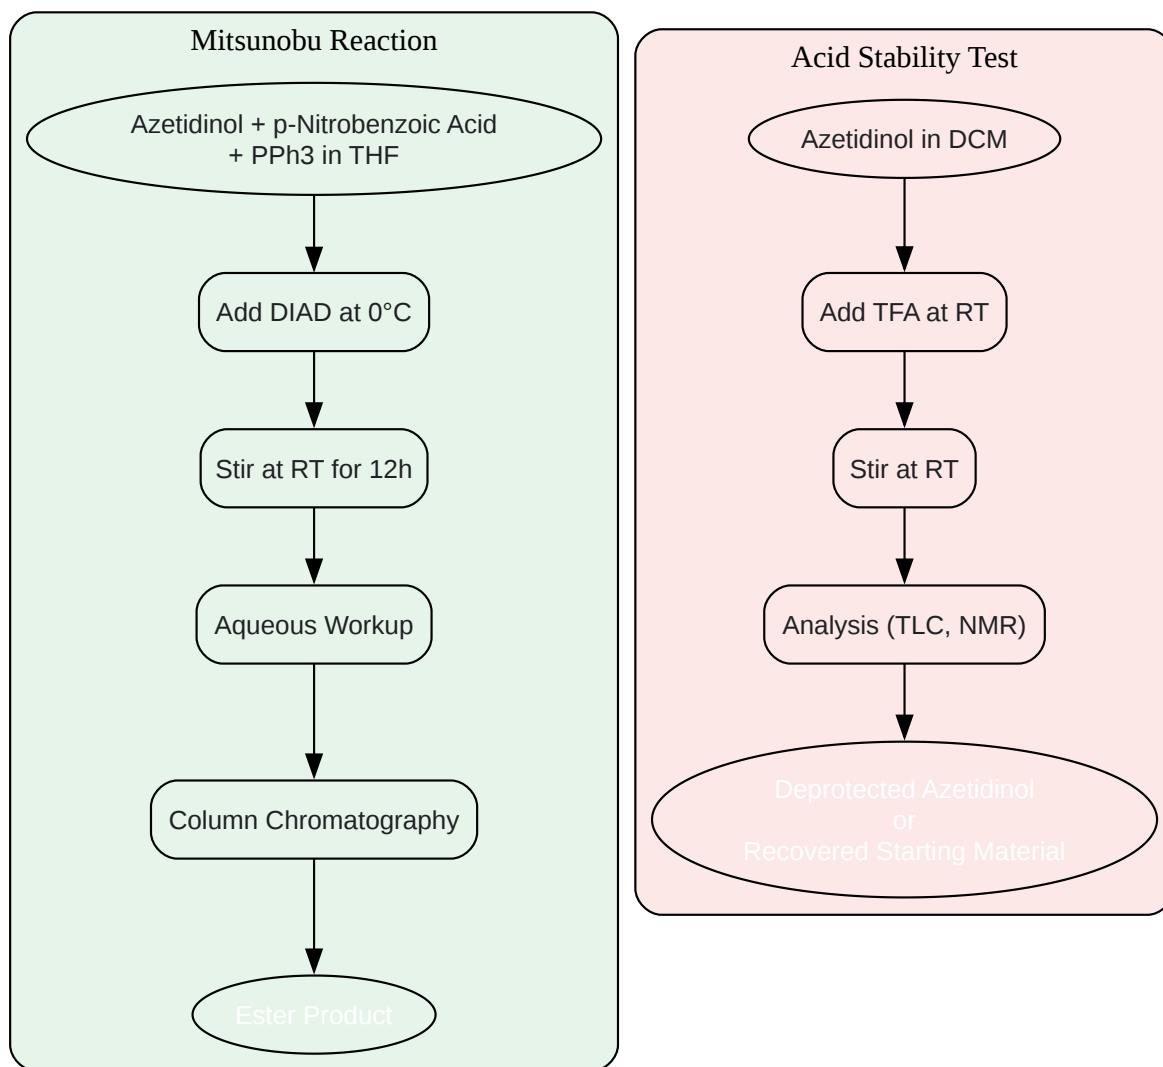 Mitsunobu Reaction
Azetidinol + p-Nitrobenzoic Acid
+ PPh3 in THF
Add DIAD at 0°C
Stir at RT for 12h
Aqueous Workup
Column Chromatography
Ester Product
Acid Stability Test
Azetidinol in DCM
Add TFA at RT
Stir at RT
Analysis (TLC, NMR)
Deprotected Azetidinol
or
Recovered Starting Material